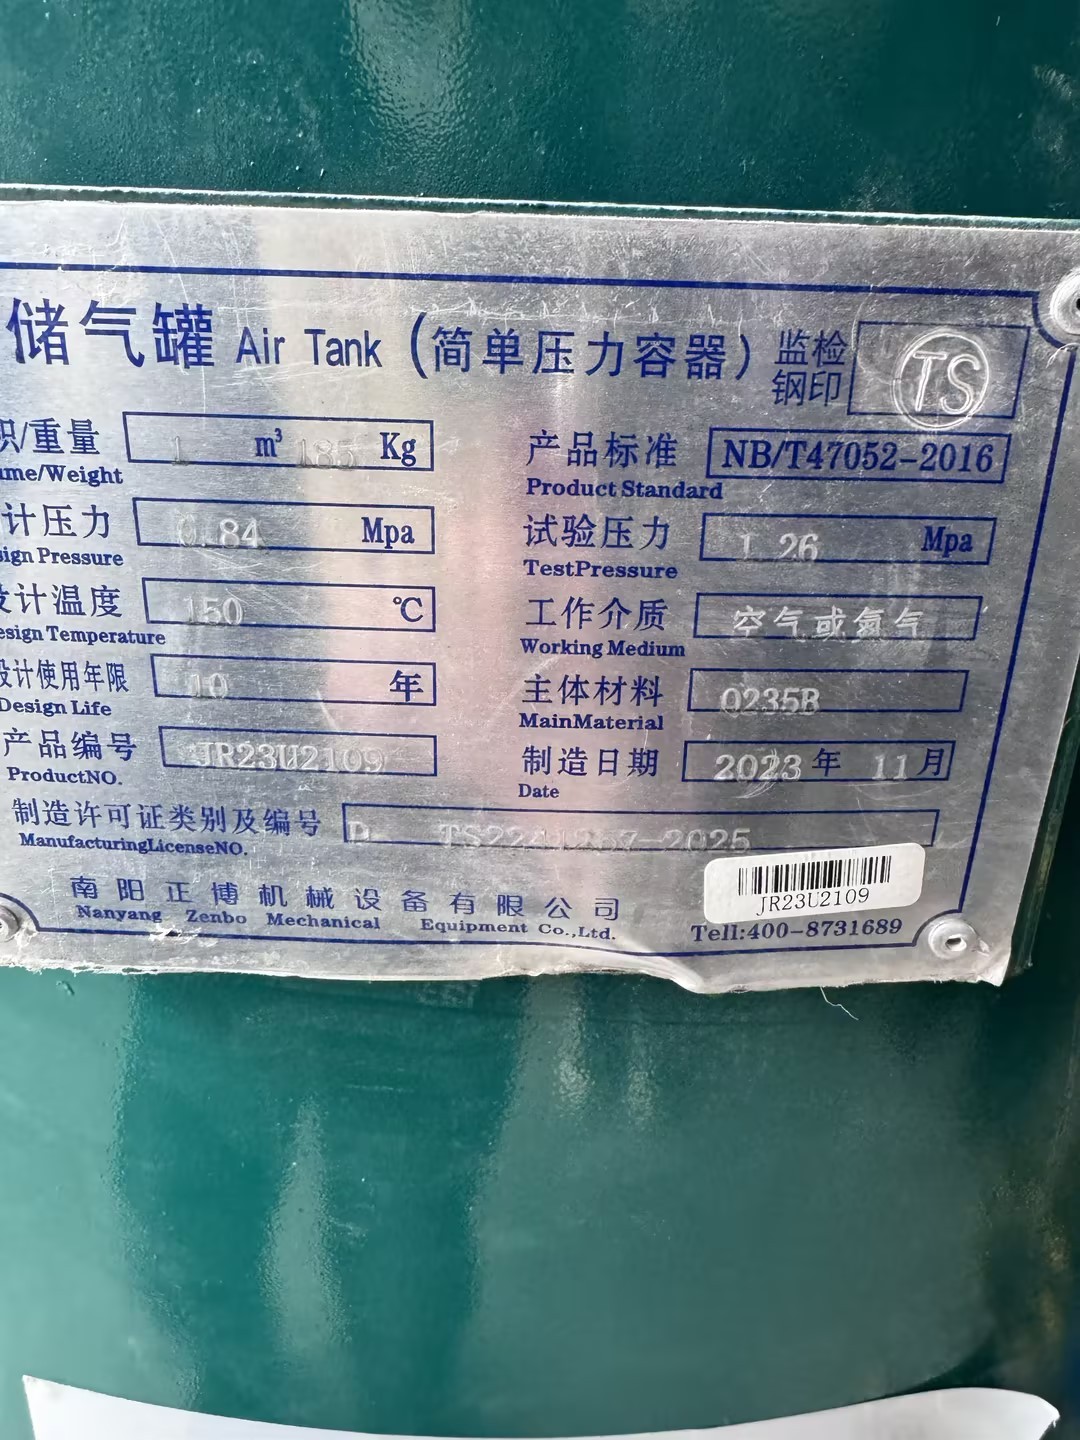 储气罐 Air Tank (简单压力容器) 监检钢印 TS
积/重量 1 m³ 185 Kg
ume/Weight
产品标准 NB/T47052-2016
Product Standard
计压力 0.84 Mpa
sign Pressure
试验压力 1.26 Mpa
TestPressure
设计温度 150 ℃
esign Temperature
工作介质 空气或氮气
Working Medium
设计使用年限 10 年
Design Life
主体材料 Q235B
MainMaterial
产品编号 JR23U2109
ProductNO.
制造日期 2023 年 11 月
Date
制造许可证类别及编号 D
ManufacturingLicenseNO.
JR23U2109
南阳正博机械设备有限公司
Nanyang Zenbo Mechanical Equipment Co.,Ltd.
Tell:400-8731689